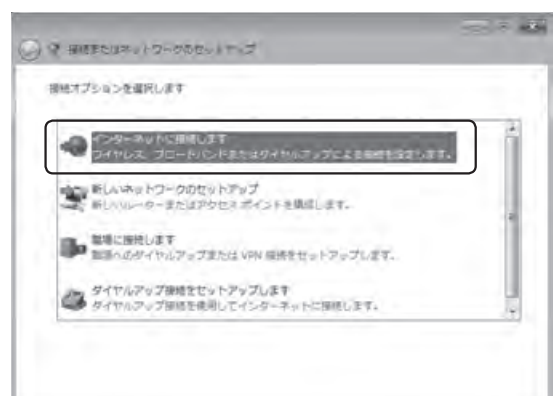 接続またはネットワークのセットアップ
接続オプションを選択します
インターネットに接続します
ワイヤレス、ブロードバンドまたはダイヤルアップによる接続を設定します。
新しいネットワークのセットアップ
新しいルーターまたはアクセス ポイントを構成します。
職場に接続します
職場へのダイヤルアップまたは VPN 接続をセットアップします。
ダイヤルアップ接続をセットアップします
ダイヤルアップ接続を使用してインターネットに接続します。